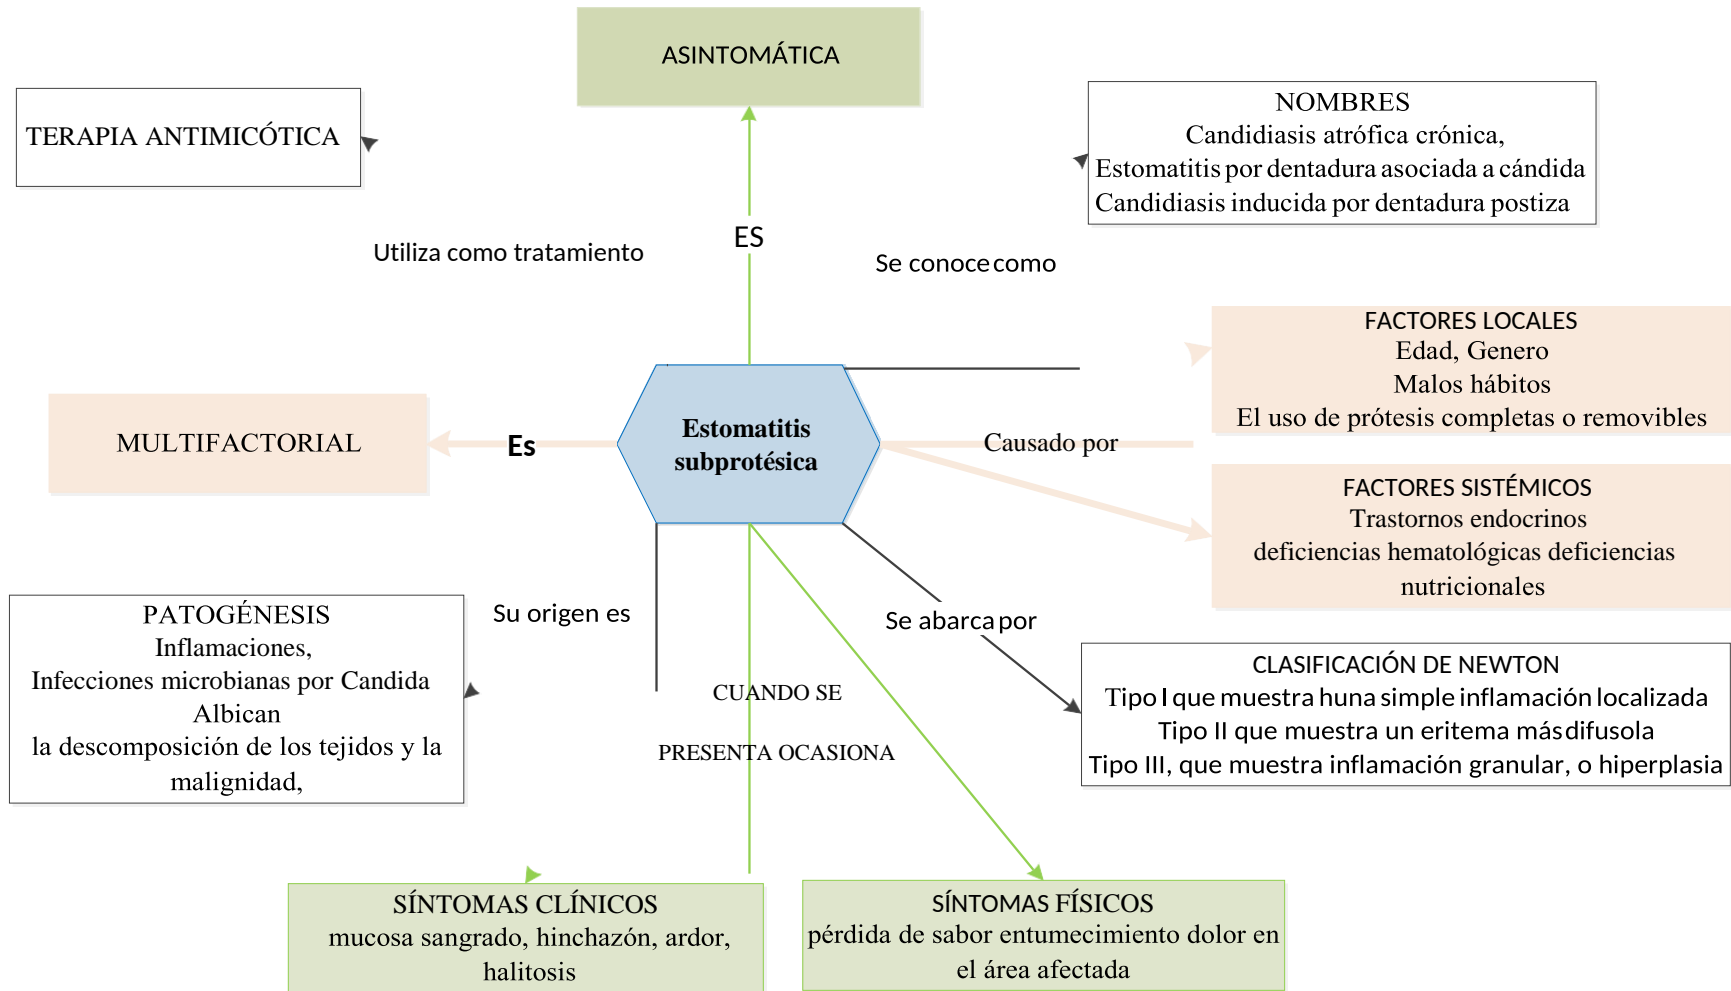 ASINTOMÁTICA
TERAPIA ANTIMICÓTICA
NOMBRES
Candidiasis atrófica crónica,
Estomatitis por dentadura asociada a cándida
Candidiasis inducida por dentadura postiza
ES
Utiliza como tratamiento
Se conoce como
FACTORES LOCALES
Edad, Genero
Malos hábitos
El uso de prótesis completas o removibles
MULTIFACTORIAL
Es
Estomatitis
subprotésica
Causado por
FACTORES SISTÉMICOS
Trastornos endocrinos
deficiencias hematológicas deficiencias
nutricionales
PATOGÉNESIS
Inflamaciones,
Infecciones microbianas por Candida
Albican
la descomposición de los tejidos y la
malignidad,
Su origen es
Se abarca por
CLASIFICACIÓN DE NEWTON
Tipo I que muestra huna simple inflamación localizada
Tipo II que muestra un eritema más difusola
Tipo III, que muestra inflamación granular, o hiperplasia
CUANDO SE
PRESENTA OCASIONA
SÍNTOMAS CLÍNICOS
mucosa sangrado, hinchazón, ardor,
halitosis
SÍNTOMAS FÍSICOS
pérdida de sabor entumecimiento dolor en
el área afectada